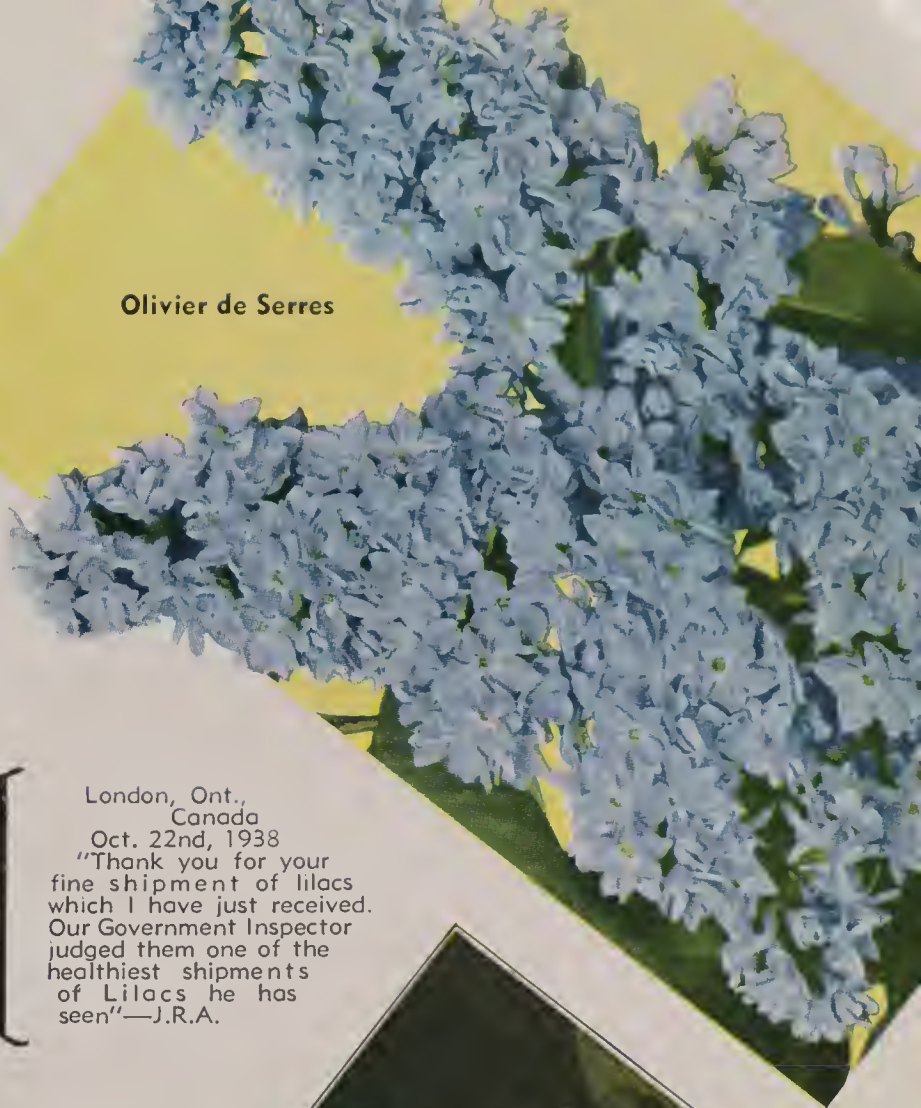 Olivier de Serres
London, Ont.,
Canada
Oct. 22nd, 1938
"Thank you for your
fine shipment of lilacs
which I have just received.
Our Government Inspector
judged them one of the
healthiest shipments
of Lilacs he has
seen"—J.R.A.